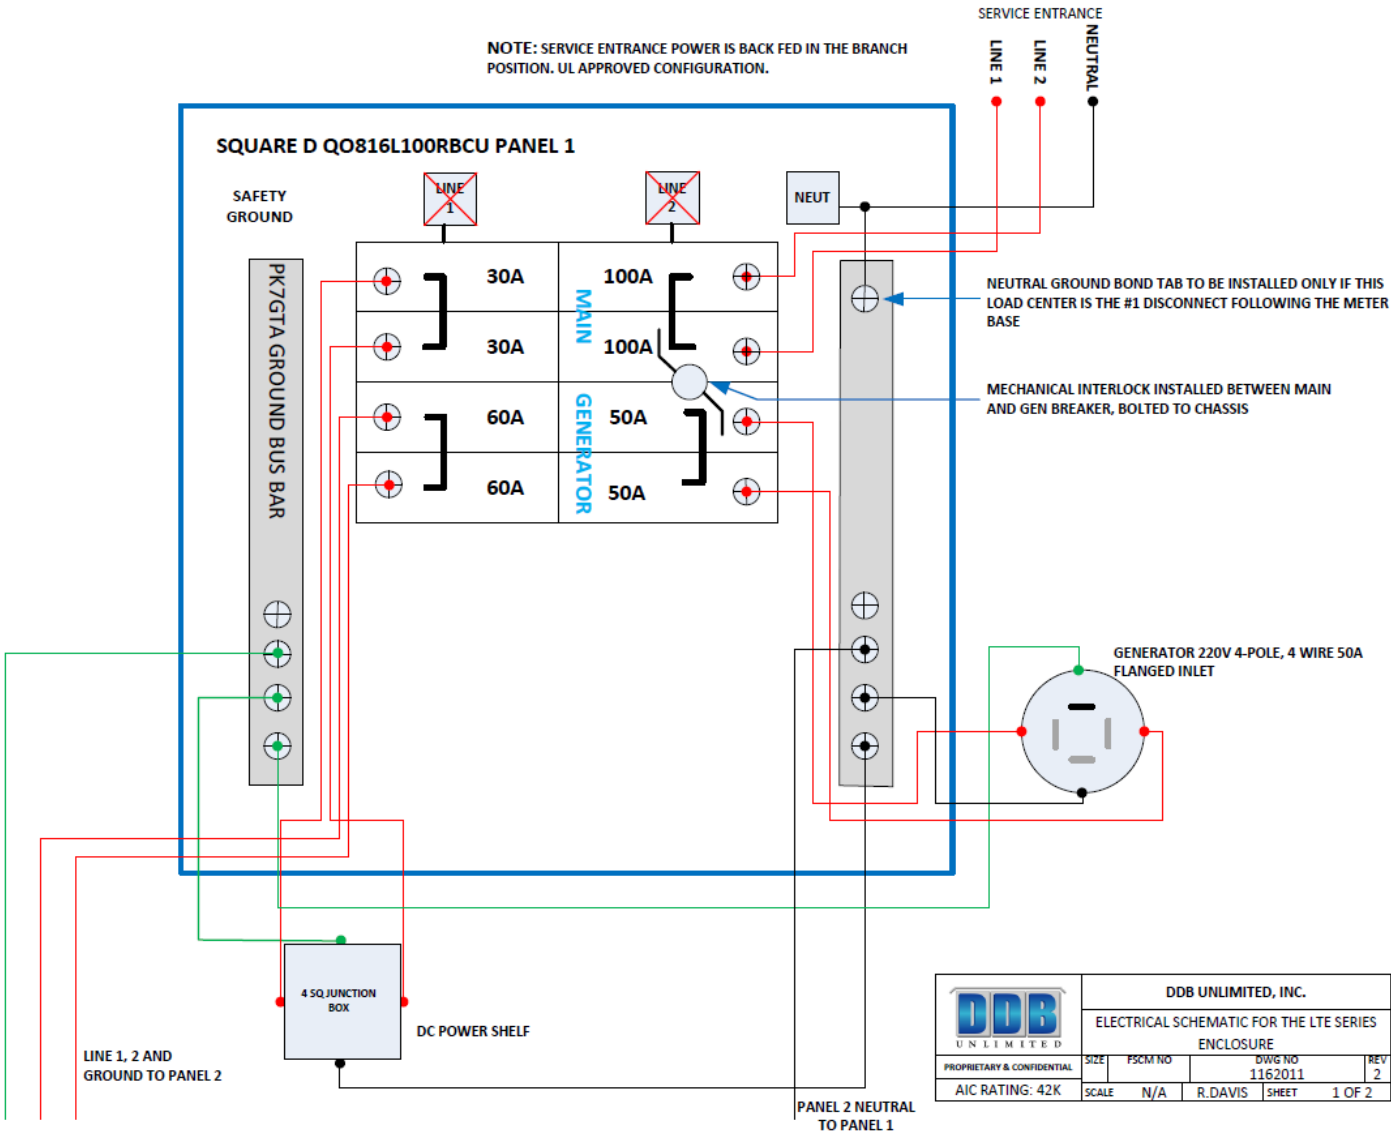 SERVICE ENTRANCE
LINE 1
LINE 2
NEUTRAL
NOTE: SERVICE ENTRANCE POWER IS BACK FED IN THE BRANCH
POSITION. UL APPROVED CONFIGURATION.
SQUARE D QO816L100RBCU PANEL 1
SAFETY
GROUND
LINE
1
LINE
2
NEUT
PK7GTA GROUND BUS BAR
30A
100A
30A
100A
MAIN
60A
50A
60A
50A
GENERATOR
NEUTRAL GROUND BOND TAB TO BE INSTALLED ONLY IF THIS
LOAD CENTER IS THE #1 DISCONNECT FOLLOWING THE METER
BASE
MECHANICAL INTERLOCK INSTALLED BETWEEN MAIN
AND GEN BREAKER, BOLTED TO CHASSIS
GENERATOR 220V 4-POLE, 4 WIRE 50A
FLANGED INLET
4 SQ JUNCTION
BOX
DC POWER SHELF
LINE 1, 2 AND
GROUND TO PANEL 2
PANEL 2 NEUTRAL
TO PANEL 1
DDB
UNLIMITED
PROPRIETARY & CONFIDENTIAL
AIC RATING: 42K
DDB UNLIMITED, INC.
ELECTRICAL SCHEMATIC FOR THE LTE SERIES
ENCLOSURE
SIZE
FSCM NO
DWG NO
1162011
REV
2
SCALE
N/A
R.DAVIS
SHEET
1 OF 2